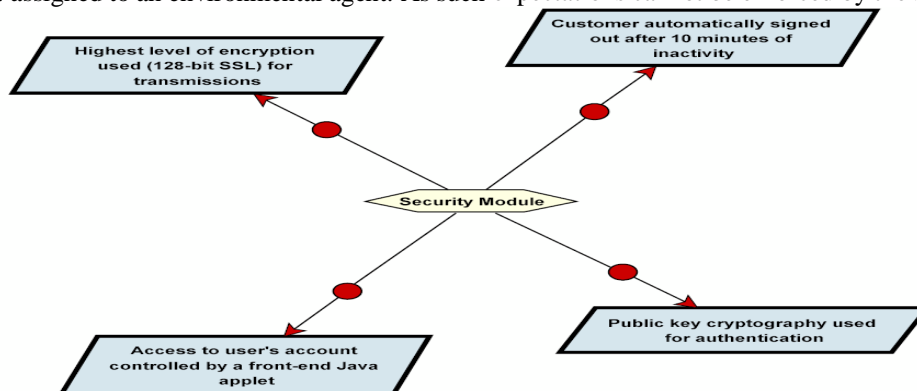 assigned to an environmental agent. As such
Customer automatically signed
out after 10 minutes of
inactivity
Highest level of encryption
used (128-bit SSL) for
transmissions
Security Module
Public key cryptography used
for authentication
Access to user's account
controlled by a front-end Java
applet